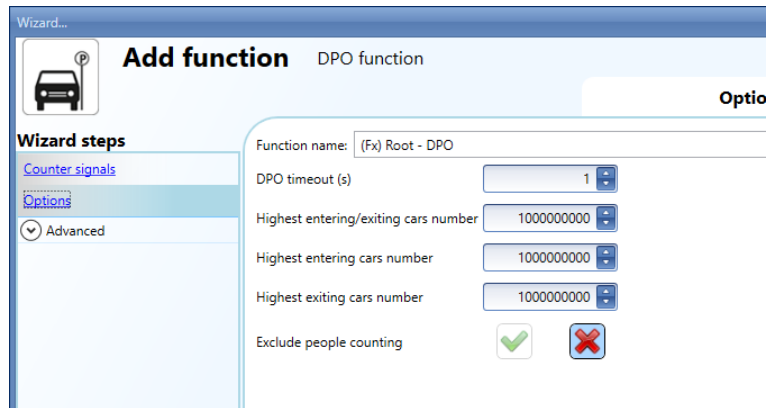 Wizard...
P
Add function DPO function
Optio
Wizard steps
Counter signals
Options
Advanced
Function name: (Fx) Root - DPO
DPO timeout (s) 1
Highest entering/exiting cars number 1000000000
Highest entering cars number 1000000000
Highest exiting cars number 1000000000
Exclude people counting